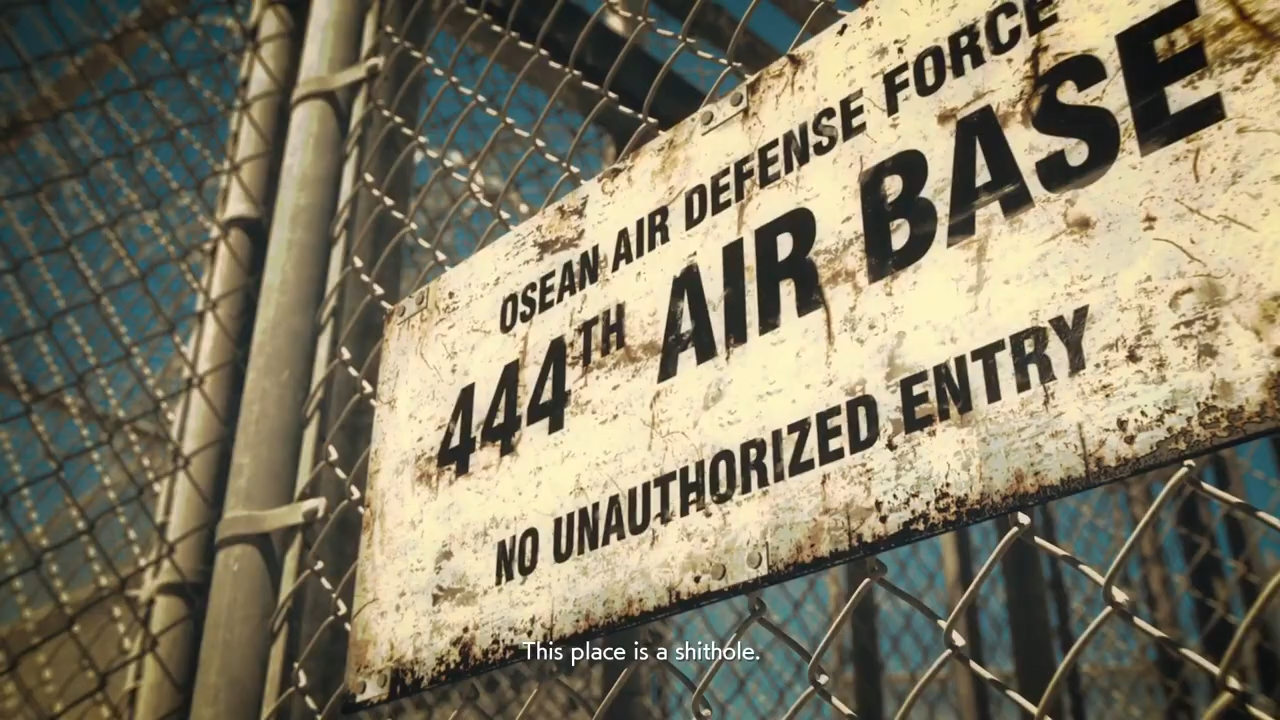 OSEAN AIR DEFENSE FORCE
444TH AIR BASE
NO UNAUTHORIZED ENTRY
This place is a shithole.